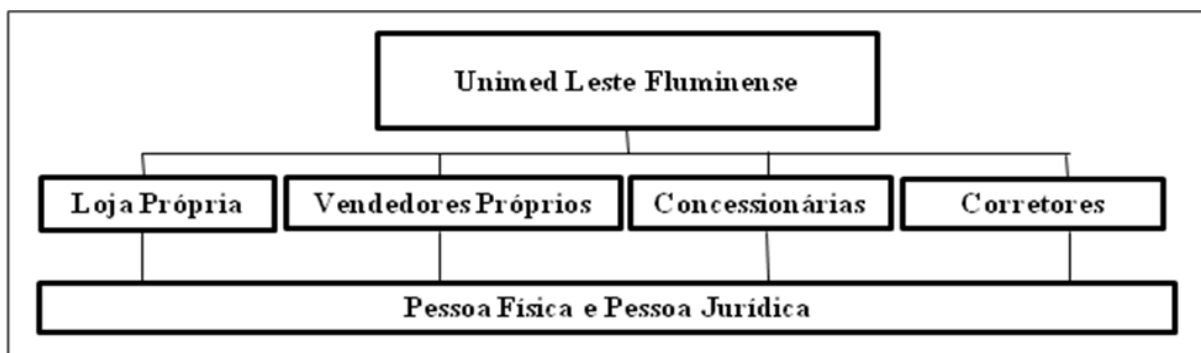 Unimed Leste Fluminense
Loja Própria
Vendedores Próprios
Concessionárias
Corretores
Pessoa Física e Pessoa Jurídica